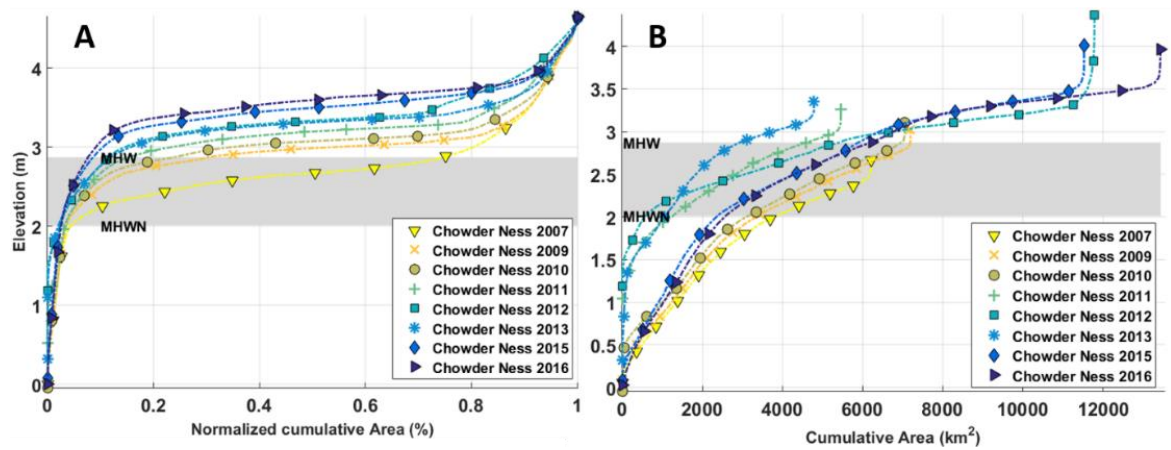 A
4
3
2
1
0
Elevation (m)
MHW
MHWN
Chowder Ness 2007
Chowder Ness 2009
Chowder Ness 2010
Chowder Ness 2011
Chowder Ness 2012
Chowder Ness 2013
Chowder Ness 2015
Chowder Ness 2016
0 0.2 0.4 0.6 0.8 1
Normalized cumulative Area (%)
B
4
3.5
3
2.5
2
1.5
1
0.5
0
MHW
MHWN
Chowder Ness 2007
Chowder Ness 2009
Chowder Ness 2010
Chowder Ness 2011
Chowder Ness 2012
Chowder Ness 2013
Chowder Ness 2015
Chowder Ness 2016
0 2000 4000 6000 8000 10000 12000
Cumulative Area (km²)